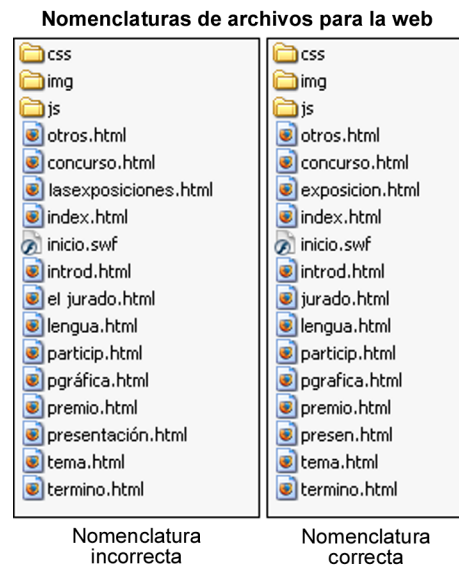 Nomenclaturas de archivos para la web
css
img
js
otros.html
concurso.html
lasexposiciones.html
index.html
inicio.swf
introd.html
el jurado.html
lengua.html
particip.html
pgráfica.html
premio.html
presentación.html
tema.html
termino.html
Nomenclatura
incorrecta
css
img
js
otros.html
concurso.html
exposicion.html
index.html
inicio.swf
introd.html
jurado.html
lengua.html
particip.html
pgrafica.html
premio.html
presen.html
tema.html
termino.html
Nomenclatura
correcta